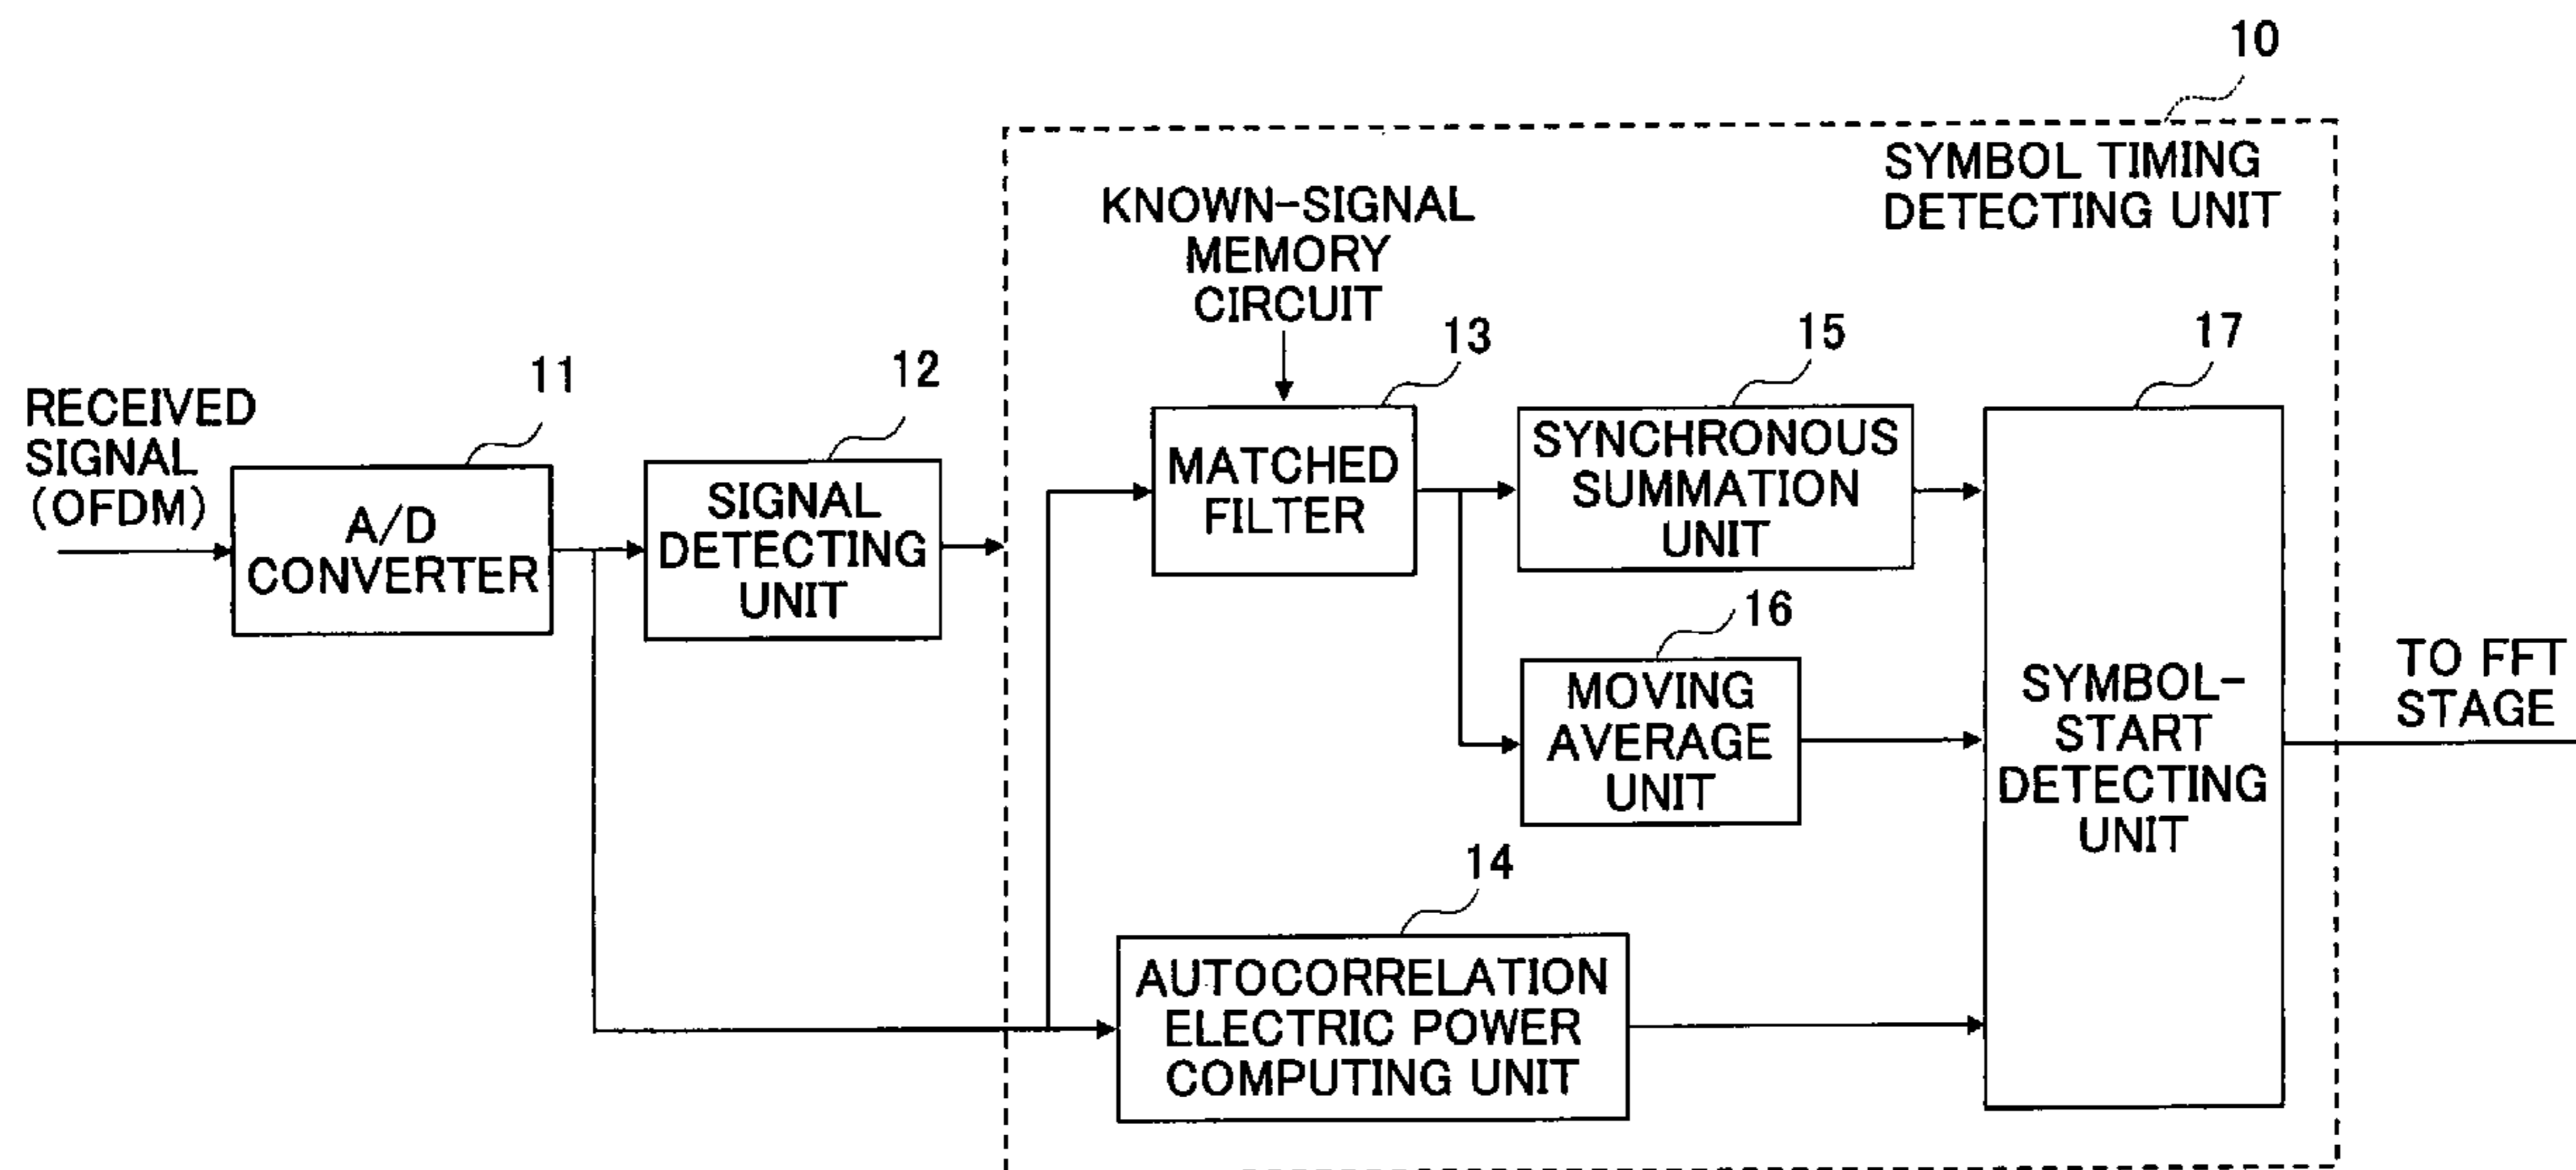 10
SYMBOL TIMING
DETECTING UNIT
KNOWN-SIGNAL
MEMORY
CIRCUIT
13
15
17
11
12
RECEIVED
SIGNAL
(OFDM)
A/D
CONVERTER
SIGNAL
DETECTING
UNIT
MATCHED
FILTER
SYNCHRONOUS
SUMMATION
UNIT
16
MOVING
AVERAGE
UNIT
SYMBOL-
START
DETECTING
UNIT
TO FFT
STAGE
14
AUTOCORRELATION
ELECTRIC POWER
COMPUTING UNIT